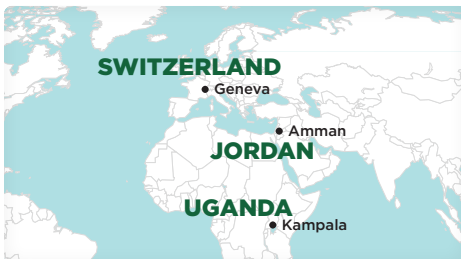 SWITZERLAND
Geneva
Amman
JORDAN
UGANDA
Kampala